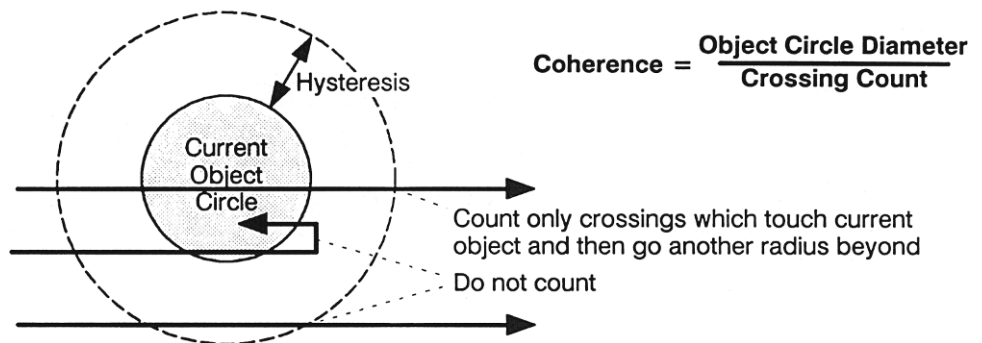 Hysteresis
Coherence = Object Circle Diameter
Crossing Count
Current
Object
Circle
Count only crossings which touch current
object and then go another radius beyond
Do not count